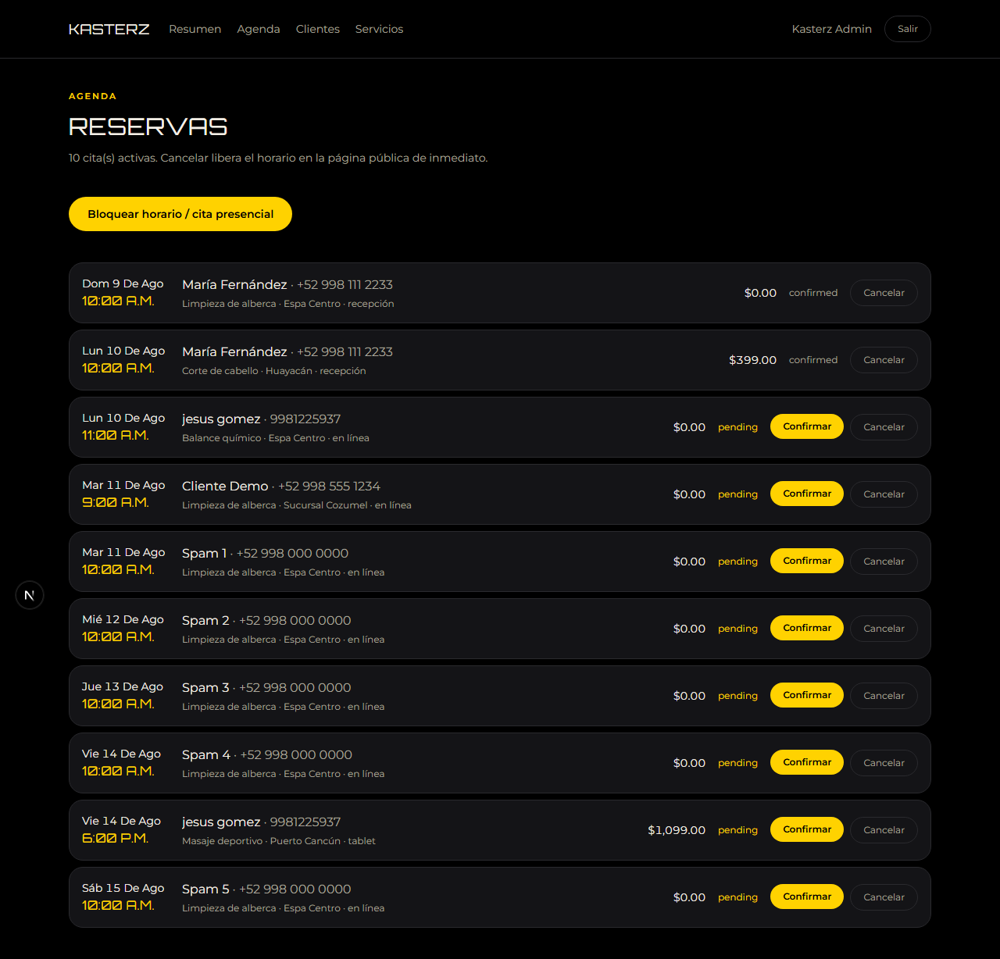 KASTERZ Resumen Agenda Clientes Servicios Kasterz Admin Salir
AGENDA
RESERVAS
10 cita(s) activas. Cancelar libera el horario en la página pública de inmediato.
Bloquear horario / cita presencial
Dom 9 De Ago María Fernández · +52 998 111 2233
10:00 A.M. Limpieza de alberca · Espa Centro · recepción $0.00 confirmed Cancelar
Lun 10 De Ago María Fernández · +52 998 111 2233
10:00 A.M. Corte de cabello · Huayacán · recepción $399.00 confirmed Cancelar
Lun 10 De Ago jesus gomez · 9981225937
11:00 A.M. Balance químico · Espa Centro · en línea $0.00 pending Confirmar Cancelar
Mar 11 De Ago Cliente Demo · +52 998 555 1234
9:00 A.M. Limpieza de alberca · Sucursal Cozumel · en línea $0.00 pending Confirmar Cancelar
Mar 11 De Ago Spam 1 · +52 998 000 0000
10:00 A.M. Limpieza de alberca · Espa Centro · en línea $0.00 pending Confirmar Cancelar
N
Mié 12 De Ago Spam 2 · +52 998 000 0000
10:00 A.M. Limpieza de alberca · Espa Centro · en línea $0.00 pending Confirmar Cancelar
Jue 13 De Ago Spam 3 · +52 998 000 0000
10:00 A.M. Limpieza de alberca · Espa Centro · en línea $0.00 pending Confirmar Cancelar
Vie 14 De Ago Spam 4 · +52 998 000 0000
10:00 A.M. Limpieza de alberca · Espa Centro · en línea $0.00 pending Confirmar Cancelar
Vie 14 De Ago jesus gomez · 9981225937
6:00 P.M. Masaje deportivo · Puerto Cancún · tablet $1,099.00 pending Confirmar Cancelar
Sáb 15 De Ago Spam 5 · +52 998 000 0000
10:00 A.M. Limpieza de alberca · Espa Centro · en línea $0.00 pending Confirmar Cancelar